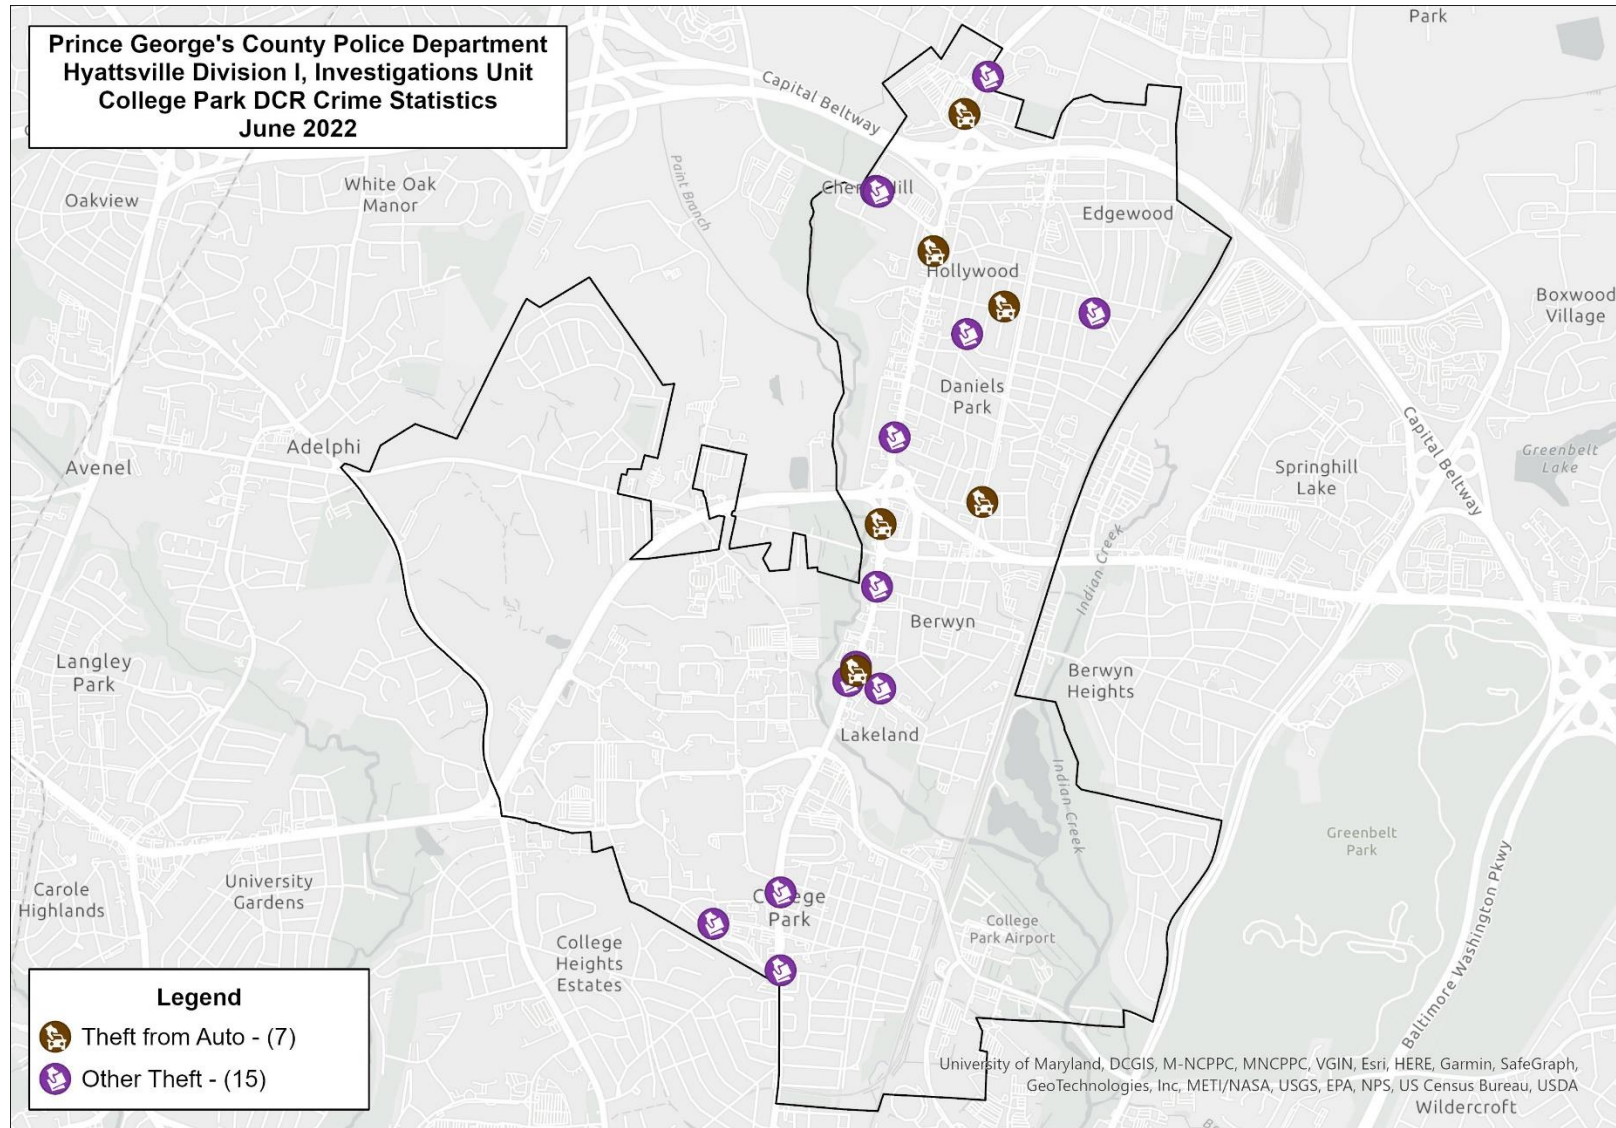 Prince George's County Police Department
Hyattsville Division I, Investigations Unit
College Park DCR Crime Statistics
June 2022
Park
Capital Beltway
Paint Branch
White Oak
Manor
Oakview
Edgewood
Hollywood
Boxwood
Village
Daniels
Park
Capital Beltway
Adelphi
Avenel
Springhill
Lake
Greenbelt
Lake
Indian Creek
Berwyn
Langley
Park
Berwyn
Heights
Lakeland
Indian Creek
Greenbelt
Park
Baltimore Washington Pkwy
Carole
Highlands
University
Gardens
Park
College
Park Airport
College
Heights
Estates
Legend
Theft from Auto - (7)
Other Theft - (15)
University of Maryland, DCGIS, M-NCPPC, MNCPPC, VGIN, Esri, HERE, Garmin, SafeGraph,
GeoTechnologies, Inc, METI/NASA, USGS, EPA, NPS, US Census Bureau, USDA
Wildercroft